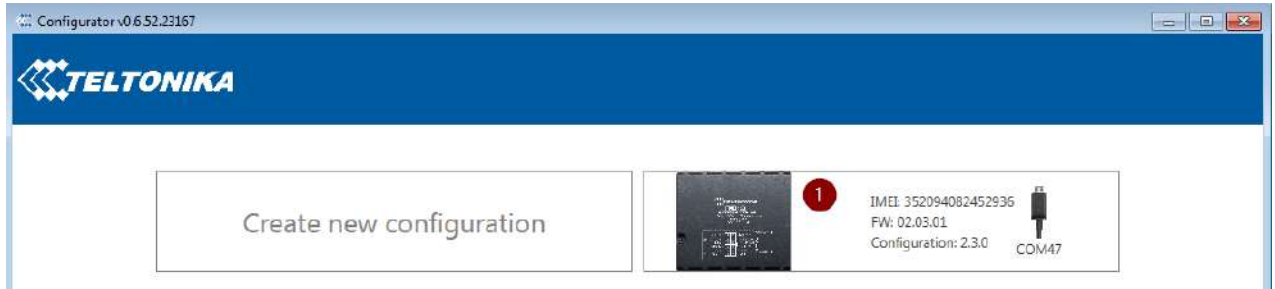 Configurator v0.6.52.23167
TELTONIKA
Create new configuration
1
IMEI: 352094082452936
FW: 02.03.01
Configuration: 2.3.0
COM47